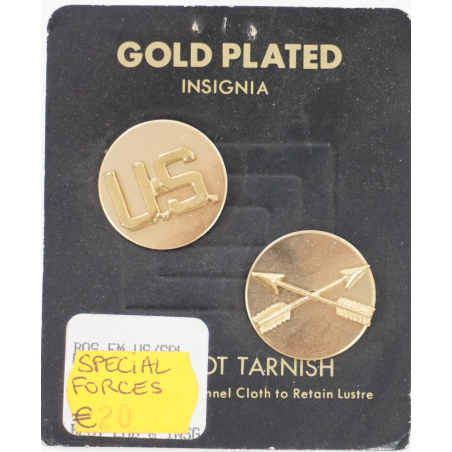 GOLD PLATED
INSIGNIA
U.S.
OT TARNISH
nnel Cloth to Retain Lustre
SPECIAL
FORCES
€20